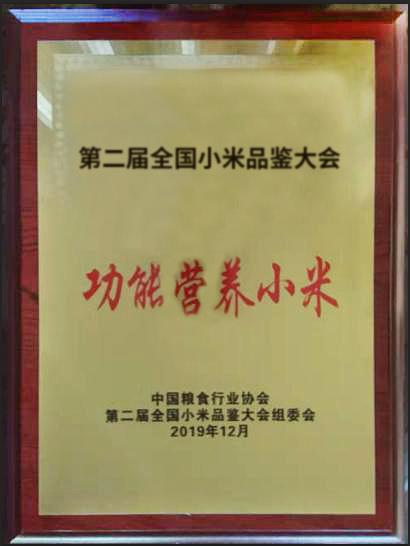 第二届全国小米品鉴大会
功能营养小米
中国粮食行业协会
第二届全国小米品鉴大会组委会
2019年12月